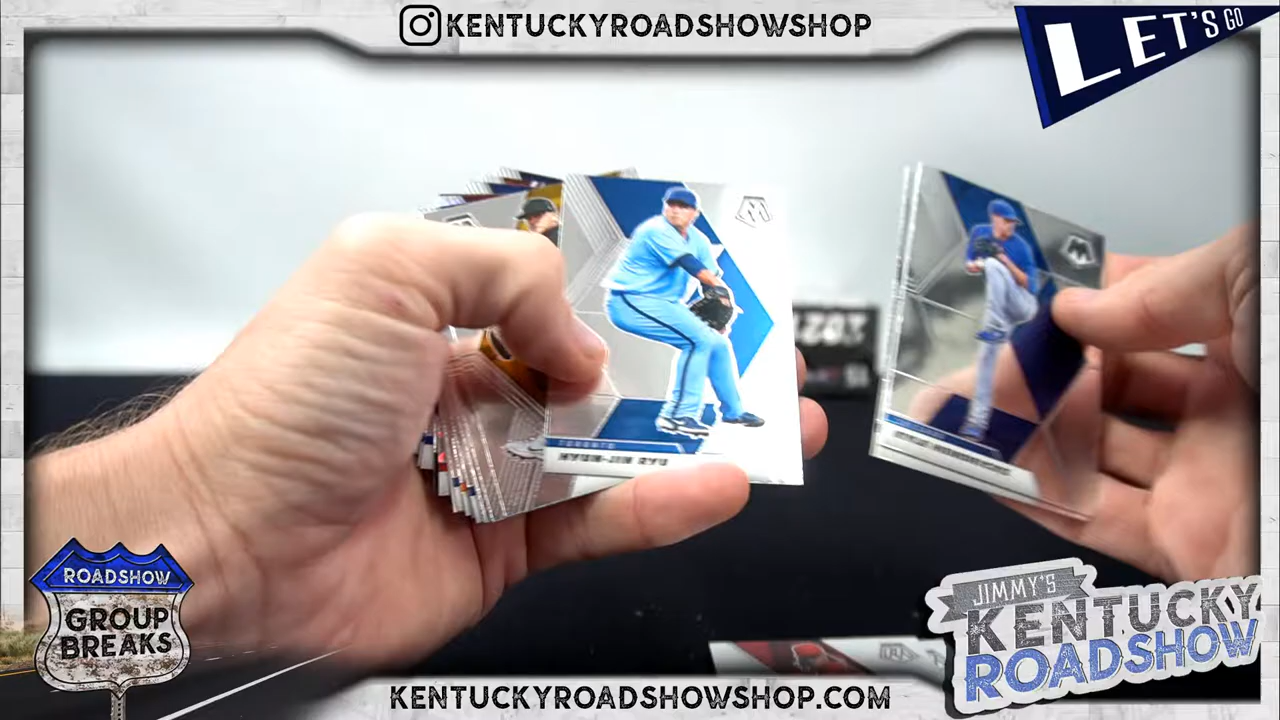 KENTUCKYROADSHOWSHOP
LET'S GO
TORONTO
HYUN-JIN RYU
ROADSHOW
GROUP
BREAKS
JIMMY'S
KENTUCKY
ROADSHOW
KENTUCKYROADSHOWSHOP.COM